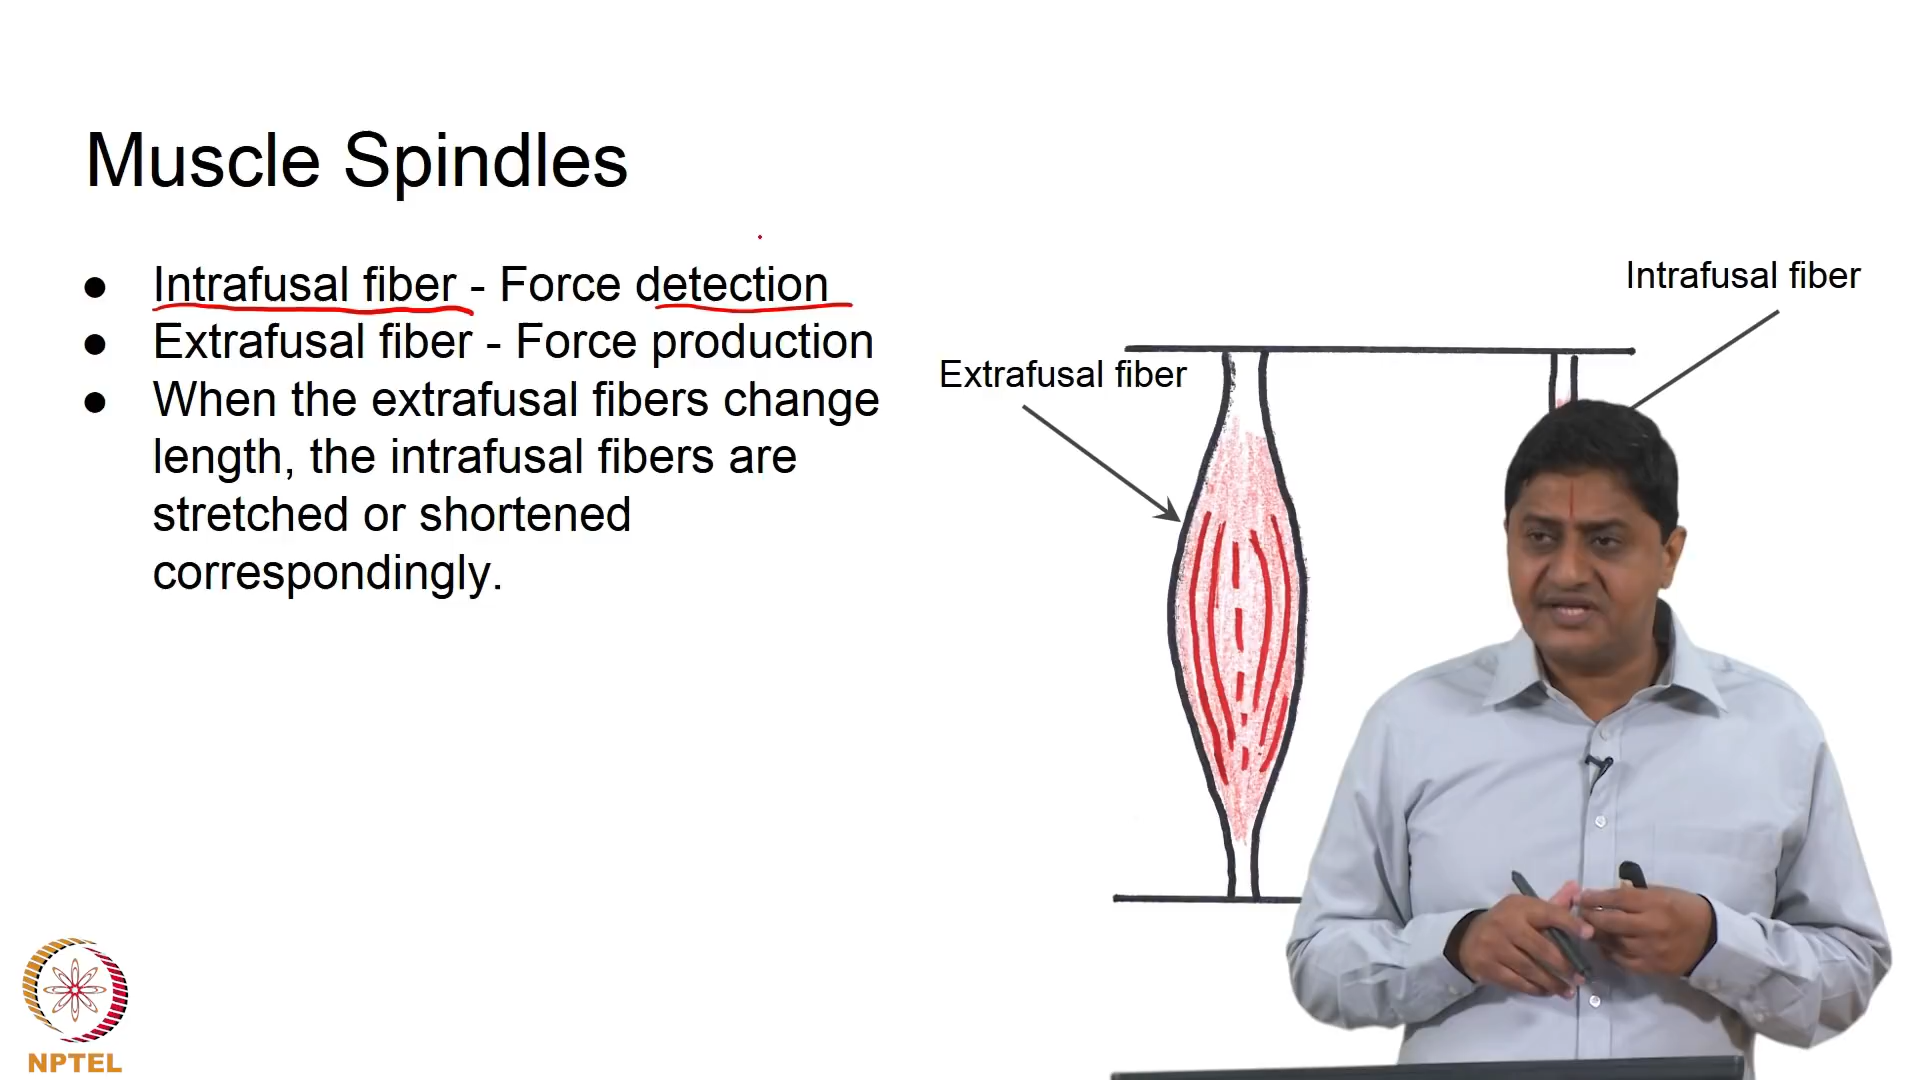 Muscle Spindles
● Intrafusal fiber - Force detection
● Extrafusal fiber - Force production
● When the extrafusal fibers change
length, the intrafusal fibers are
stretched or shortened
correspondingly.
Intrafusal fiber
Extrafusal fiber
NPTEL